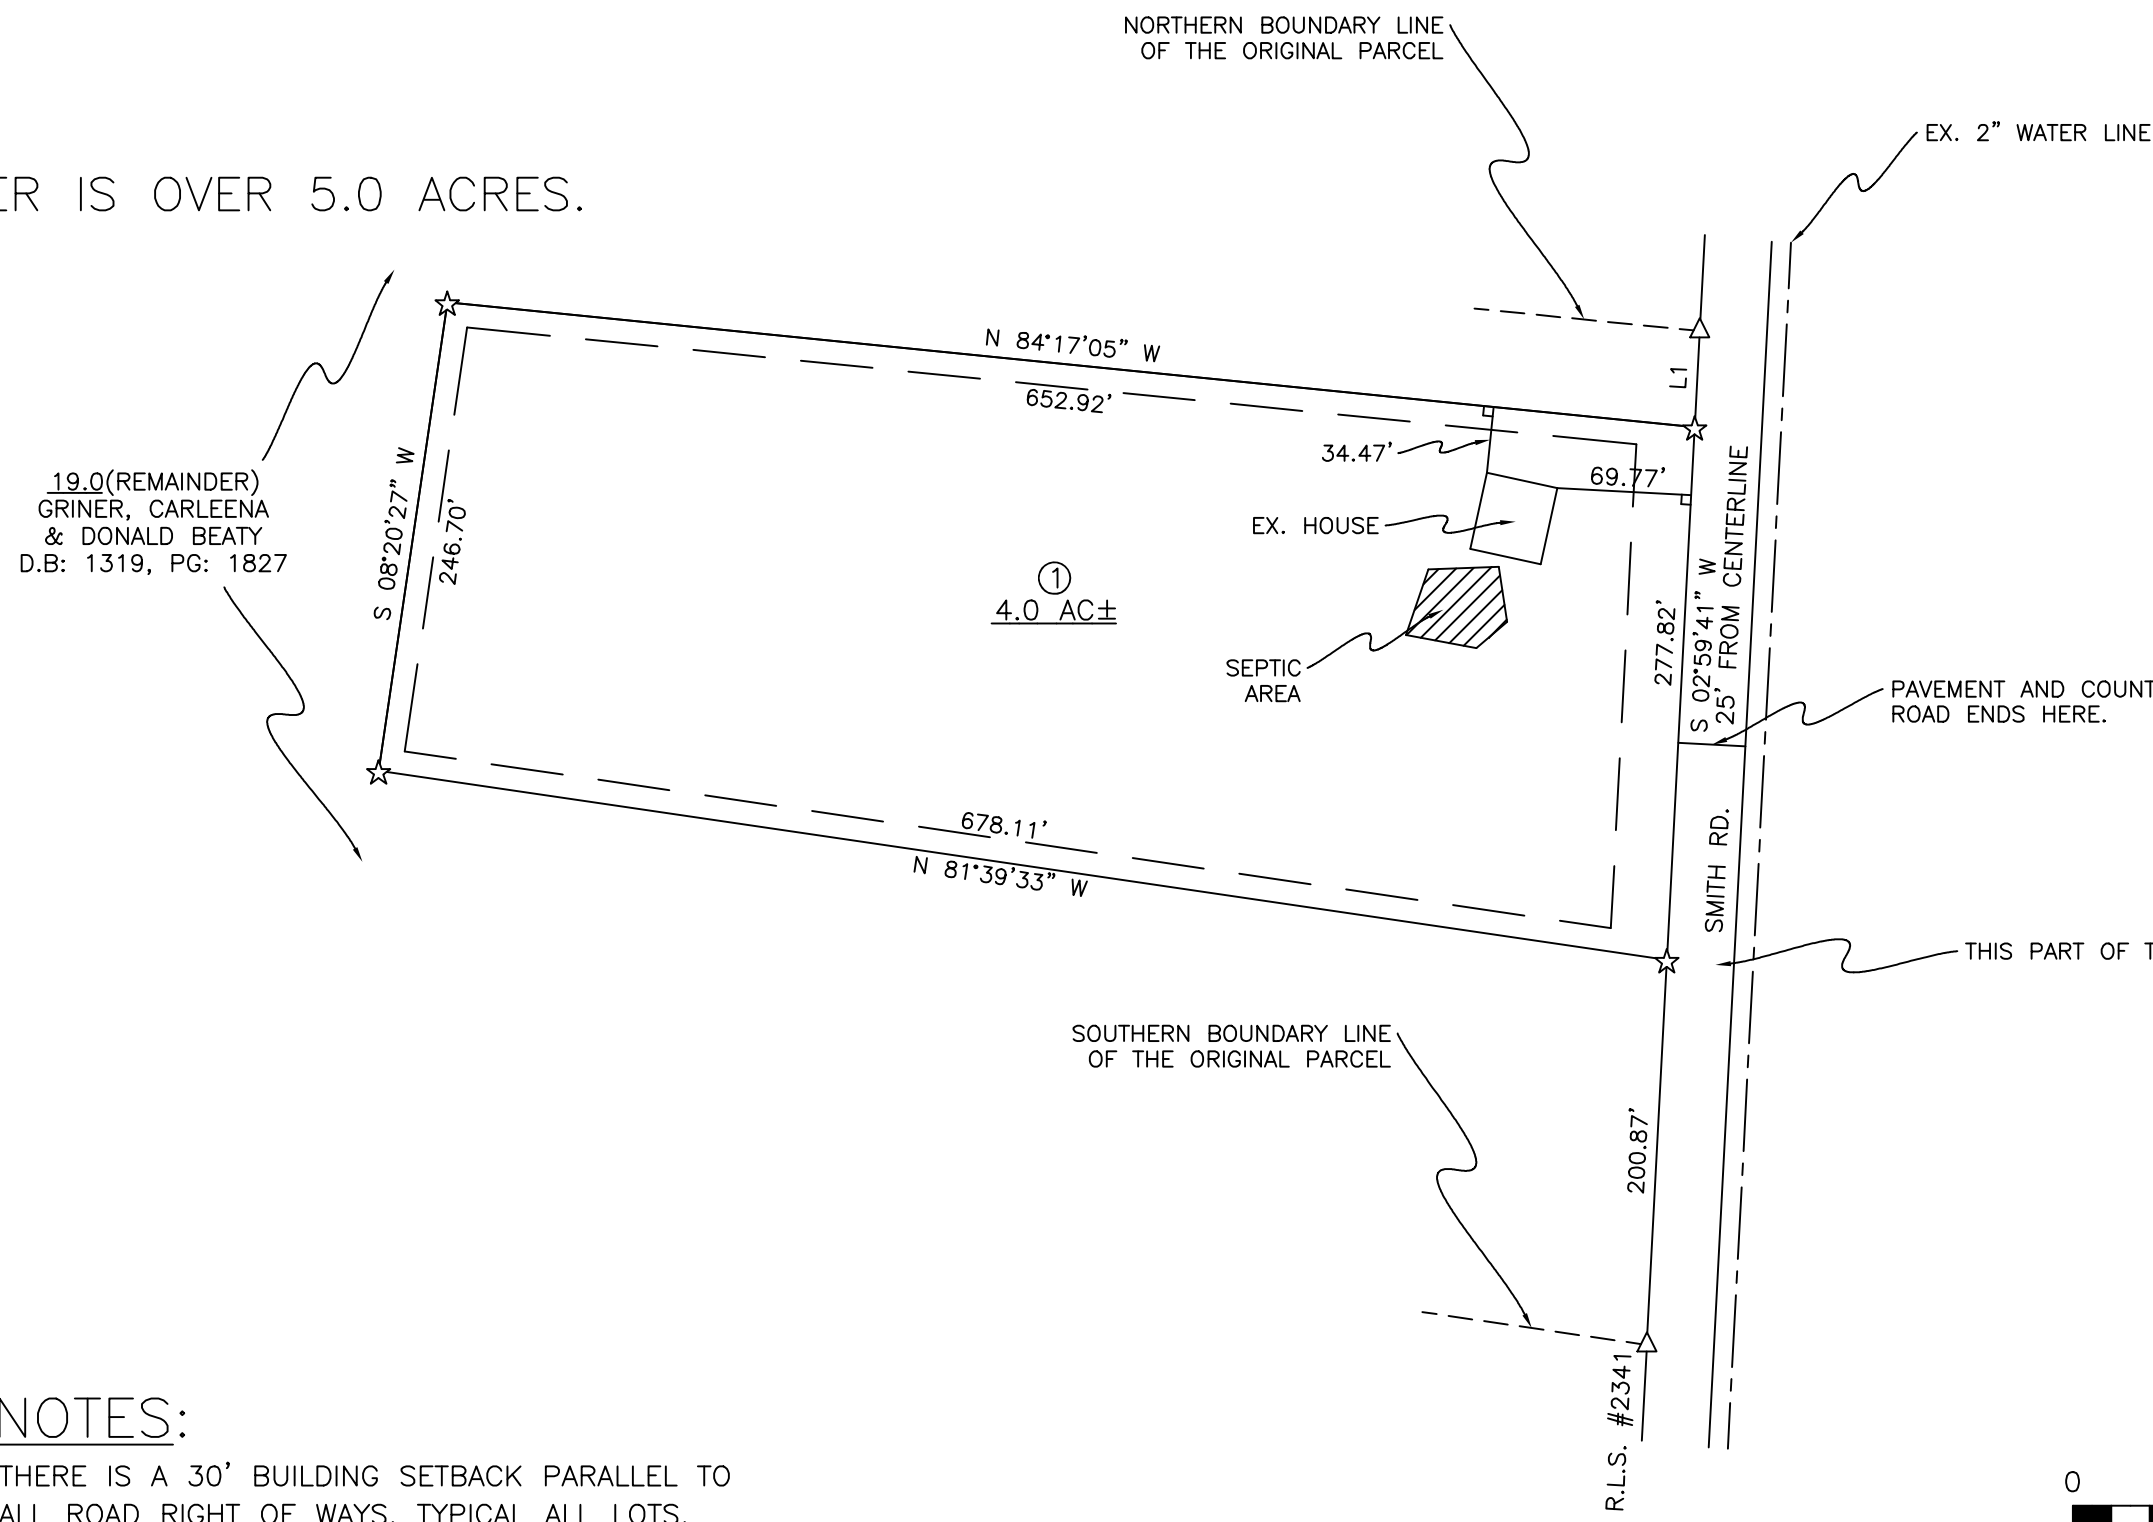 NORTHERN BOUNDARY LINE
OF THE ORIGINAL PARCEL
EX. 2" WATER LINE
ER IS OVER 5.0 ACRES.
N 84°17'05" W
652.92'
L1
34.47'
69.77'
19.0(REMAINDER)
GRINER, CARLEENA
& DONALD BEATY
D.B: 1319, PG: 1827
S 08°20'27" W
246.70'
EX. HOUSE
1
4.0 AC±
SEPTIC
AREA
277.82'
S 02°59'41" W
25' FROM CENTERLINE
PAVEMENT AND COUNT
ROAD ENDS HERE.
678.11'
N 81°39'33" W
SMITH RD.
THIS PART OF T
SOUTHERN BOUNDARY LINE
OF THE ORIGINAL PARCEL
200.87'
R.L.S. #2341
NOTES:
THERE IS A 30' BUILDING SETBACK PARALLEL TO
ALL ROAD RIGHT OF WAYS, TYPICAL ALL LOTS.
0